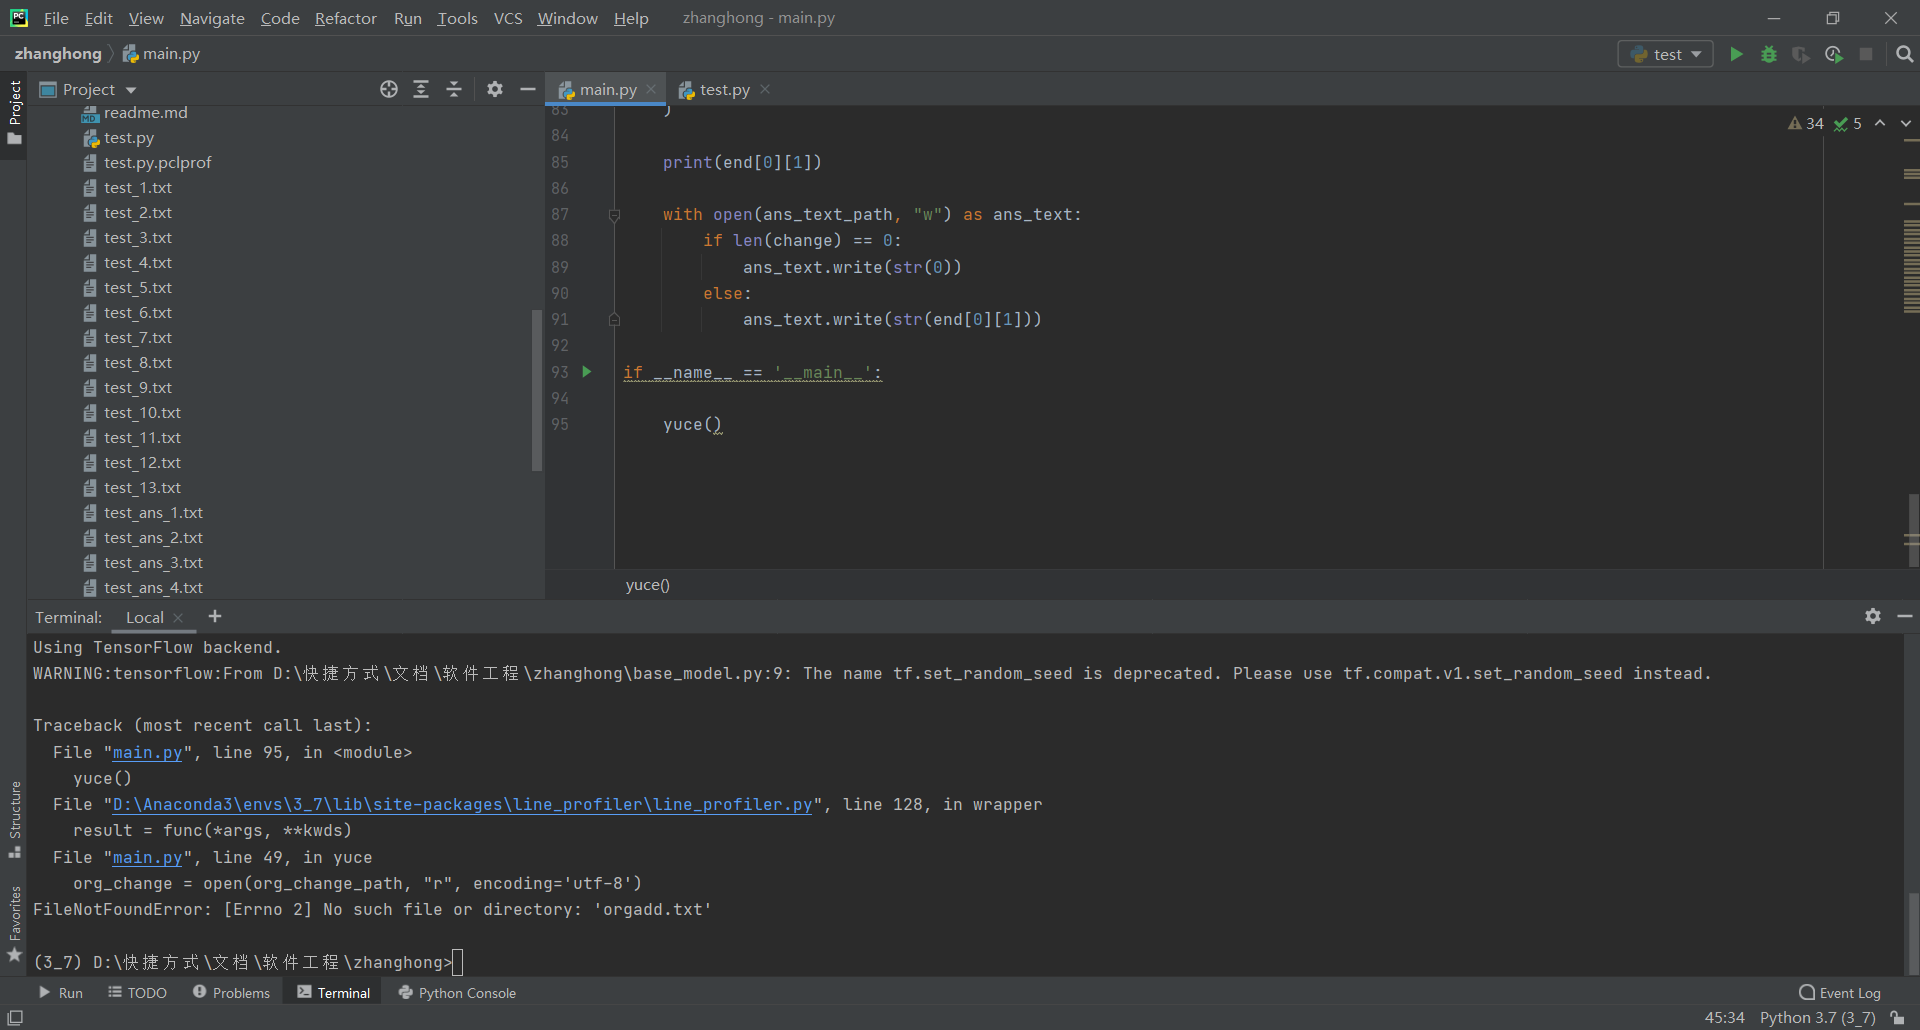 File Edit View Navigate Code Refactor Run Tools VCS Window Help zhanghong - main.py
zhanghong main.py test
Project
Project
main.py
test.py
readme.md
test.py
test.py.pclprof
test_1.txt
test_2.txt
test_3.txt
test_4.txt
test_5.txt
test_6.txt
test_7.txt
test_8.txt
test_9.txt
test_10.txt
test_11.txt
test_12.txt
test_13.txt
test_ans_1.txt
test_ans_2.txt
test_ans_3.txt
test_ans_4.txt
34 5
83 )
84
85 print(end[0][1])
86
87 with open(ans_text_path, "w") as ans_text:
88 if len(change) == 0:
89 ans_text.write(str(0))
90 else:
91 ans_text.write(str(end[0][1]))
92
93 if __name__ == '__main__':
94
95 yuce()
yuce()
Terminal: Local
Using TensorFlow backend.
WARNING:tensorflow:From D:\快捷方式\文档\软件工程\zhanghong\base_model.py:9: The name tf.set_random_seed is deprecated. Please use tf.compat.v1.set_random_seed instead.
Traceback (most recent call last):
File "main.py", line 95, in <module>
yuce()
File "D:\Anaconda3\envs\3_7\lib\site-packages\line_profiler\line_profiler.py", line 128, in wrapper
result = func(*args, **kwds)
File "main.py", line 49, in yuce
org_change = open(org_change_path, "r", encoding='utf-8')
FileNotFoundError: [Errno 2] No such file or directory: 'orgadd.txt'
(3_7) D:\快捷方式\文档\软件工程\zhanghong>
Structure
Favorites
Run TODO Problems Terminal Python Console Event Log
45:34 Python 3.7 (3_7)